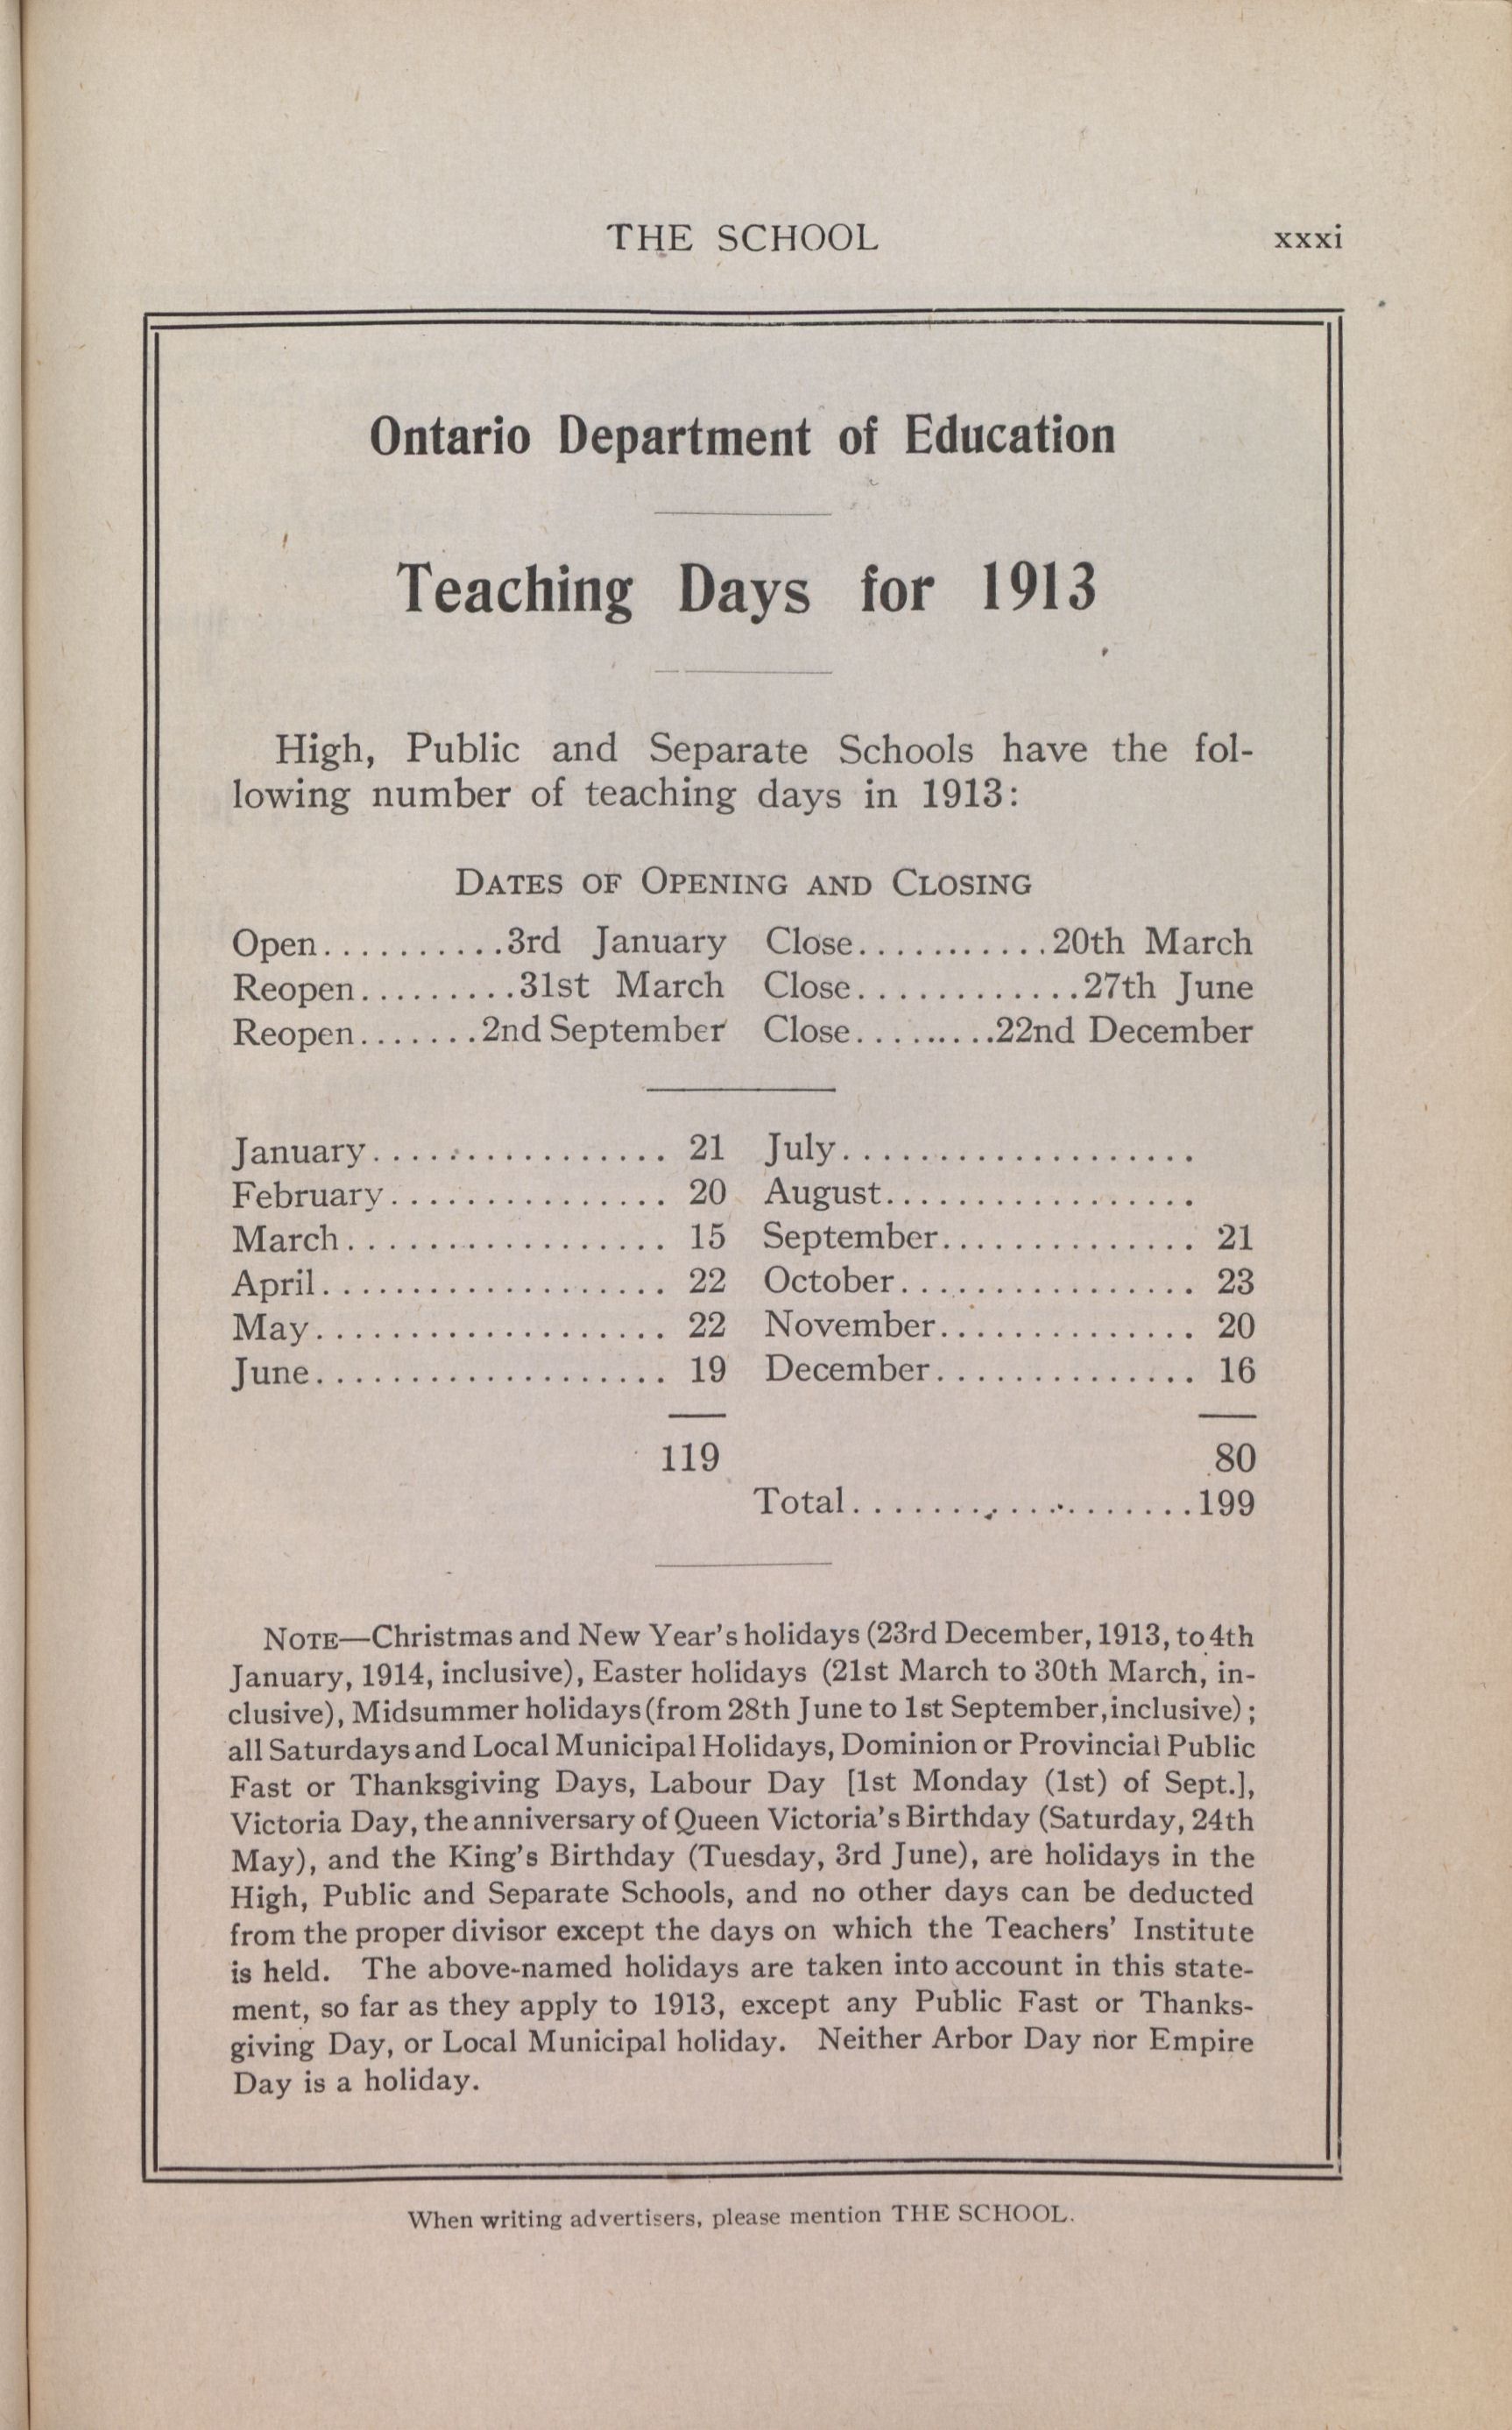 THE SCHOOL xxxi
Ontario Department of Education
Teaching Days for 1913
High, Public and Separate Schools have the fol-
lowing number of teaching days in 1913:
DATES OF OPENING AND CLOSING
Open...........3rd January Close...........20th March
Reopen.........31st March Close.............27th June
Reopen.......2nd September Close.........22nd December
January................. 21 July....................
February................ 20 August..................
March.................. 15 September............... 21
April.................... 22 October................. 23
May.................... 22 November............... 20
June.................... 19 December............... 16
119 80
Total....................199
NOTE—Christmas and New Year's holidays (23rd December, 1913, to 4th
January, 1914, inclusive), Easter holidays (21st March to 30th March, in-
clusive), Midsummer holidays (from 28th June to 1st September, inclusive);
all Saturdays and Local Municipal Holidays, Dominion or Provincial Public
Fast or Thanksgiving Days, Labour Day [1st Monday (1st) of Sept.],
Victoria Day, the anniversary of Queen Victoria's Birthday (Saturday, 24th
May), and the King's Birthday (Tuesday, 3rd June), are holidays in the
High, Public and Separate Schools, and no other days can be deducted
from the proper divisor except the days on which the Teachers' Institute
is held. The above-named holidays are taken into account in this state-
ment, so far as they apply to 1913, except any Public Fast or Thanks-
giving Day, or Local Municipal holiday. Neither Arbor Day nor Empire
Day is a holiday.
When writing advertisers, please mention THE SCHOOL.